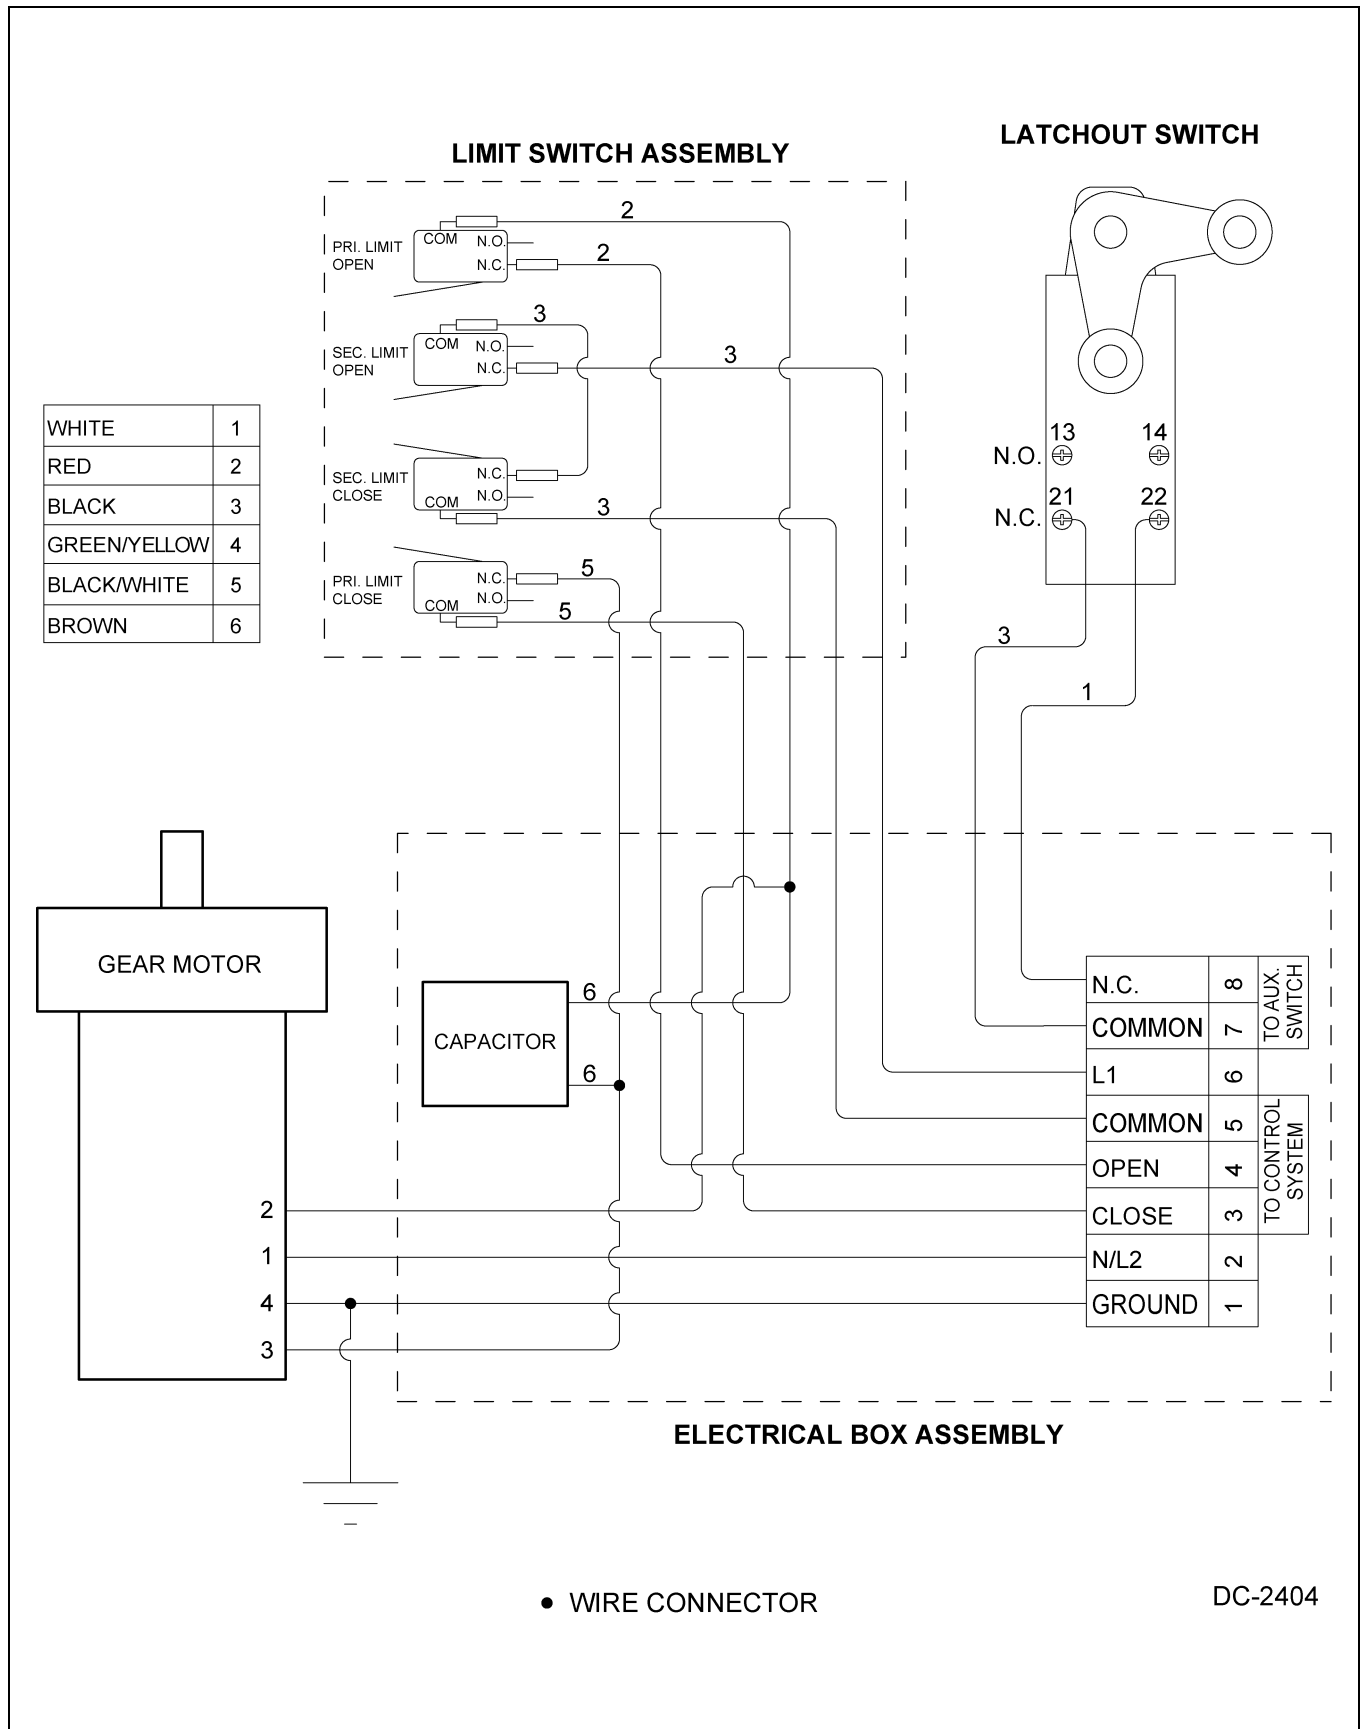 LATCHOUT SWITCH
LIMIT SWITCH ASSEMBLY
2
COM
N.O.
PRI. LIMIT
OPEN
N.C.
2
3
COM
N.O.
SEC. LIMIT
OPEN
N.C.
3
SEC. LIMIT
CLOSE
N.C.
N.O.
COM
3
PRI. LIMIT
CLOSE
N.C.
N.O.
COM
5
5
WHITE 1
RED 2
BLACK 3
GREEN/YELLOW 4
BLACK/WHITE 5
BROWN 6
13 14
N.O.
21 22
N.C.
3
1
GEAR MOTOR
2
1
4
3
CAPACITOR
6
6
N.C. 8
COMMON 7
L1 6
COMMON 5
OPEN 4
CLOSE 3
N/L2 2
GROUND 1
TO AUX.
SWITCH
TO CONTROL
SYSTEM
ELECTRICAL BOX ASSEMBLY
WIRE CONNECTOR
DC-2404